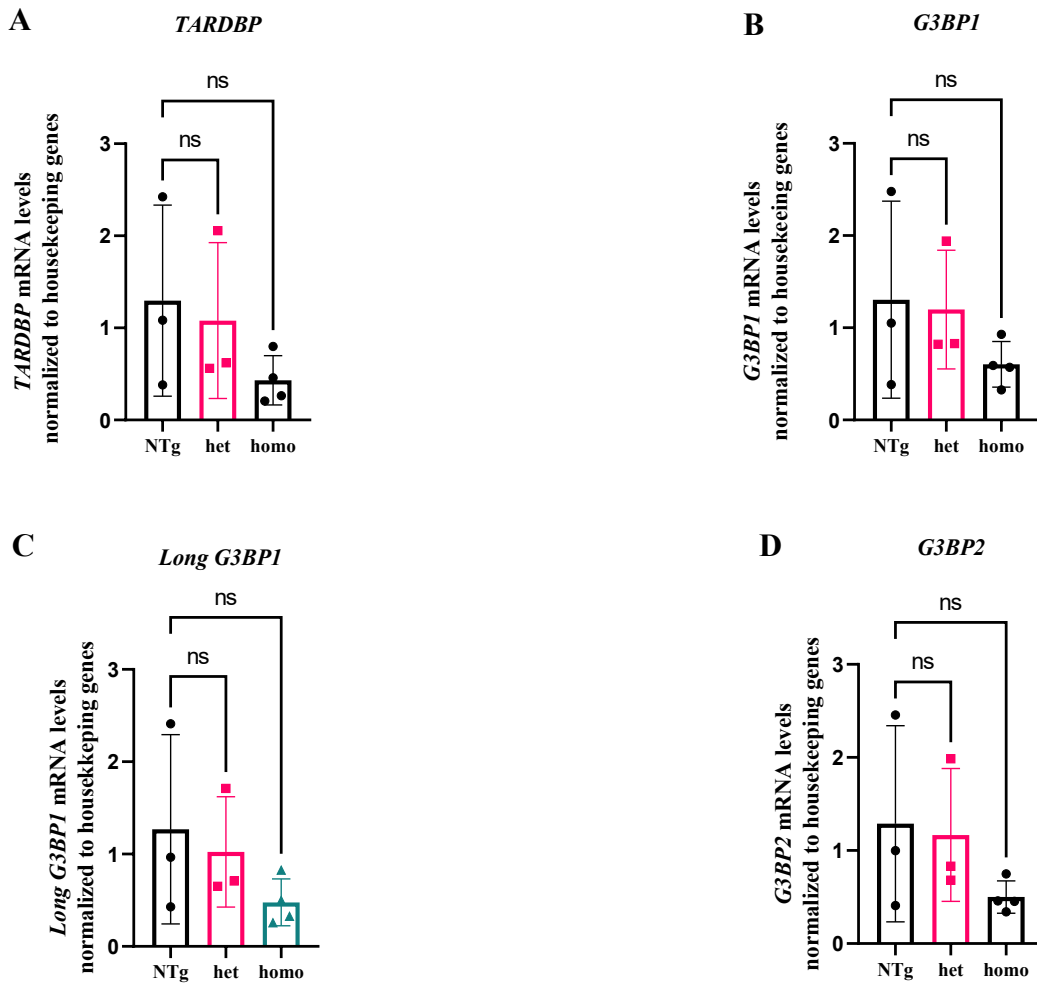 A
TARDBP
ns
ns
TARDBP mRNA levels
normalized to housekeeping genes
3
2
1
0
NTg het homo
B
G3BP1
ns
ns
G3BP1 mRNA levels
normalized to housekeeing genes
3
2
1
0
NTg het homo
C
Long G3BP1
ns
ns
Long G3BP1 mRNA levels
normalized to housekkeeping genes
3
2
1
0
NTg het homo
D
G3BP2
ns
ns
G3BP2 mRNA levels
normalized to housekeeping genes
3
2
1
0
NTg het homo